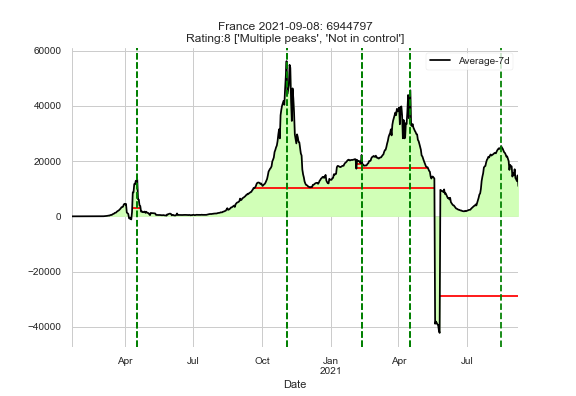 France 2021-09-08: 6944797
Rating:8 ['Multiple peaks', 'Not in control']
Average-7d
60000
40000
20000
0
−20000
−40000
Apr
Jul
Oct
Jan
2021
Apr
Jul
Date